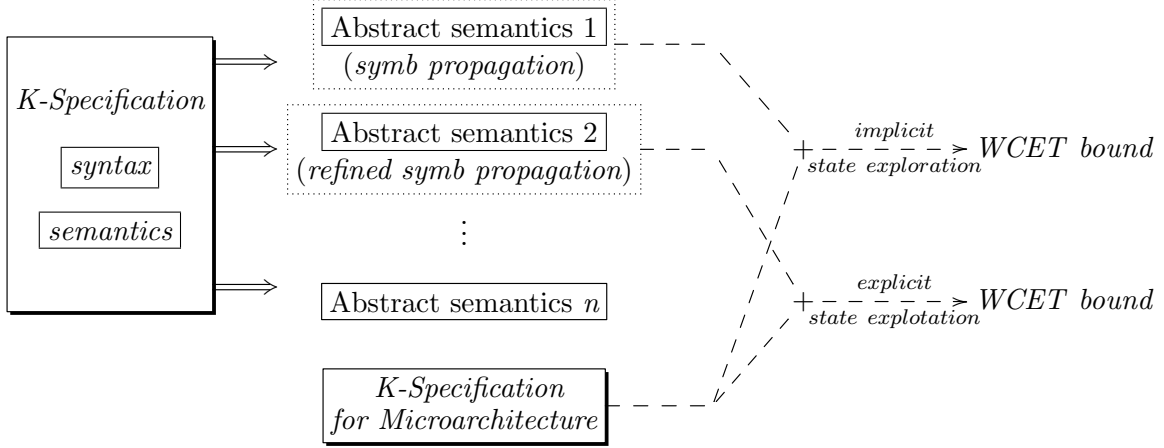 K-Specification
syntax
semantics
Abstract semantics 1
(symb propagation)
Abstract semantics 2
(refined symb propagation)
⋮
Abstract semantics n
K-Specification
for Microarchitecture
implicit
state exploration
WCET bound
explicit
state explotation
WCET bound